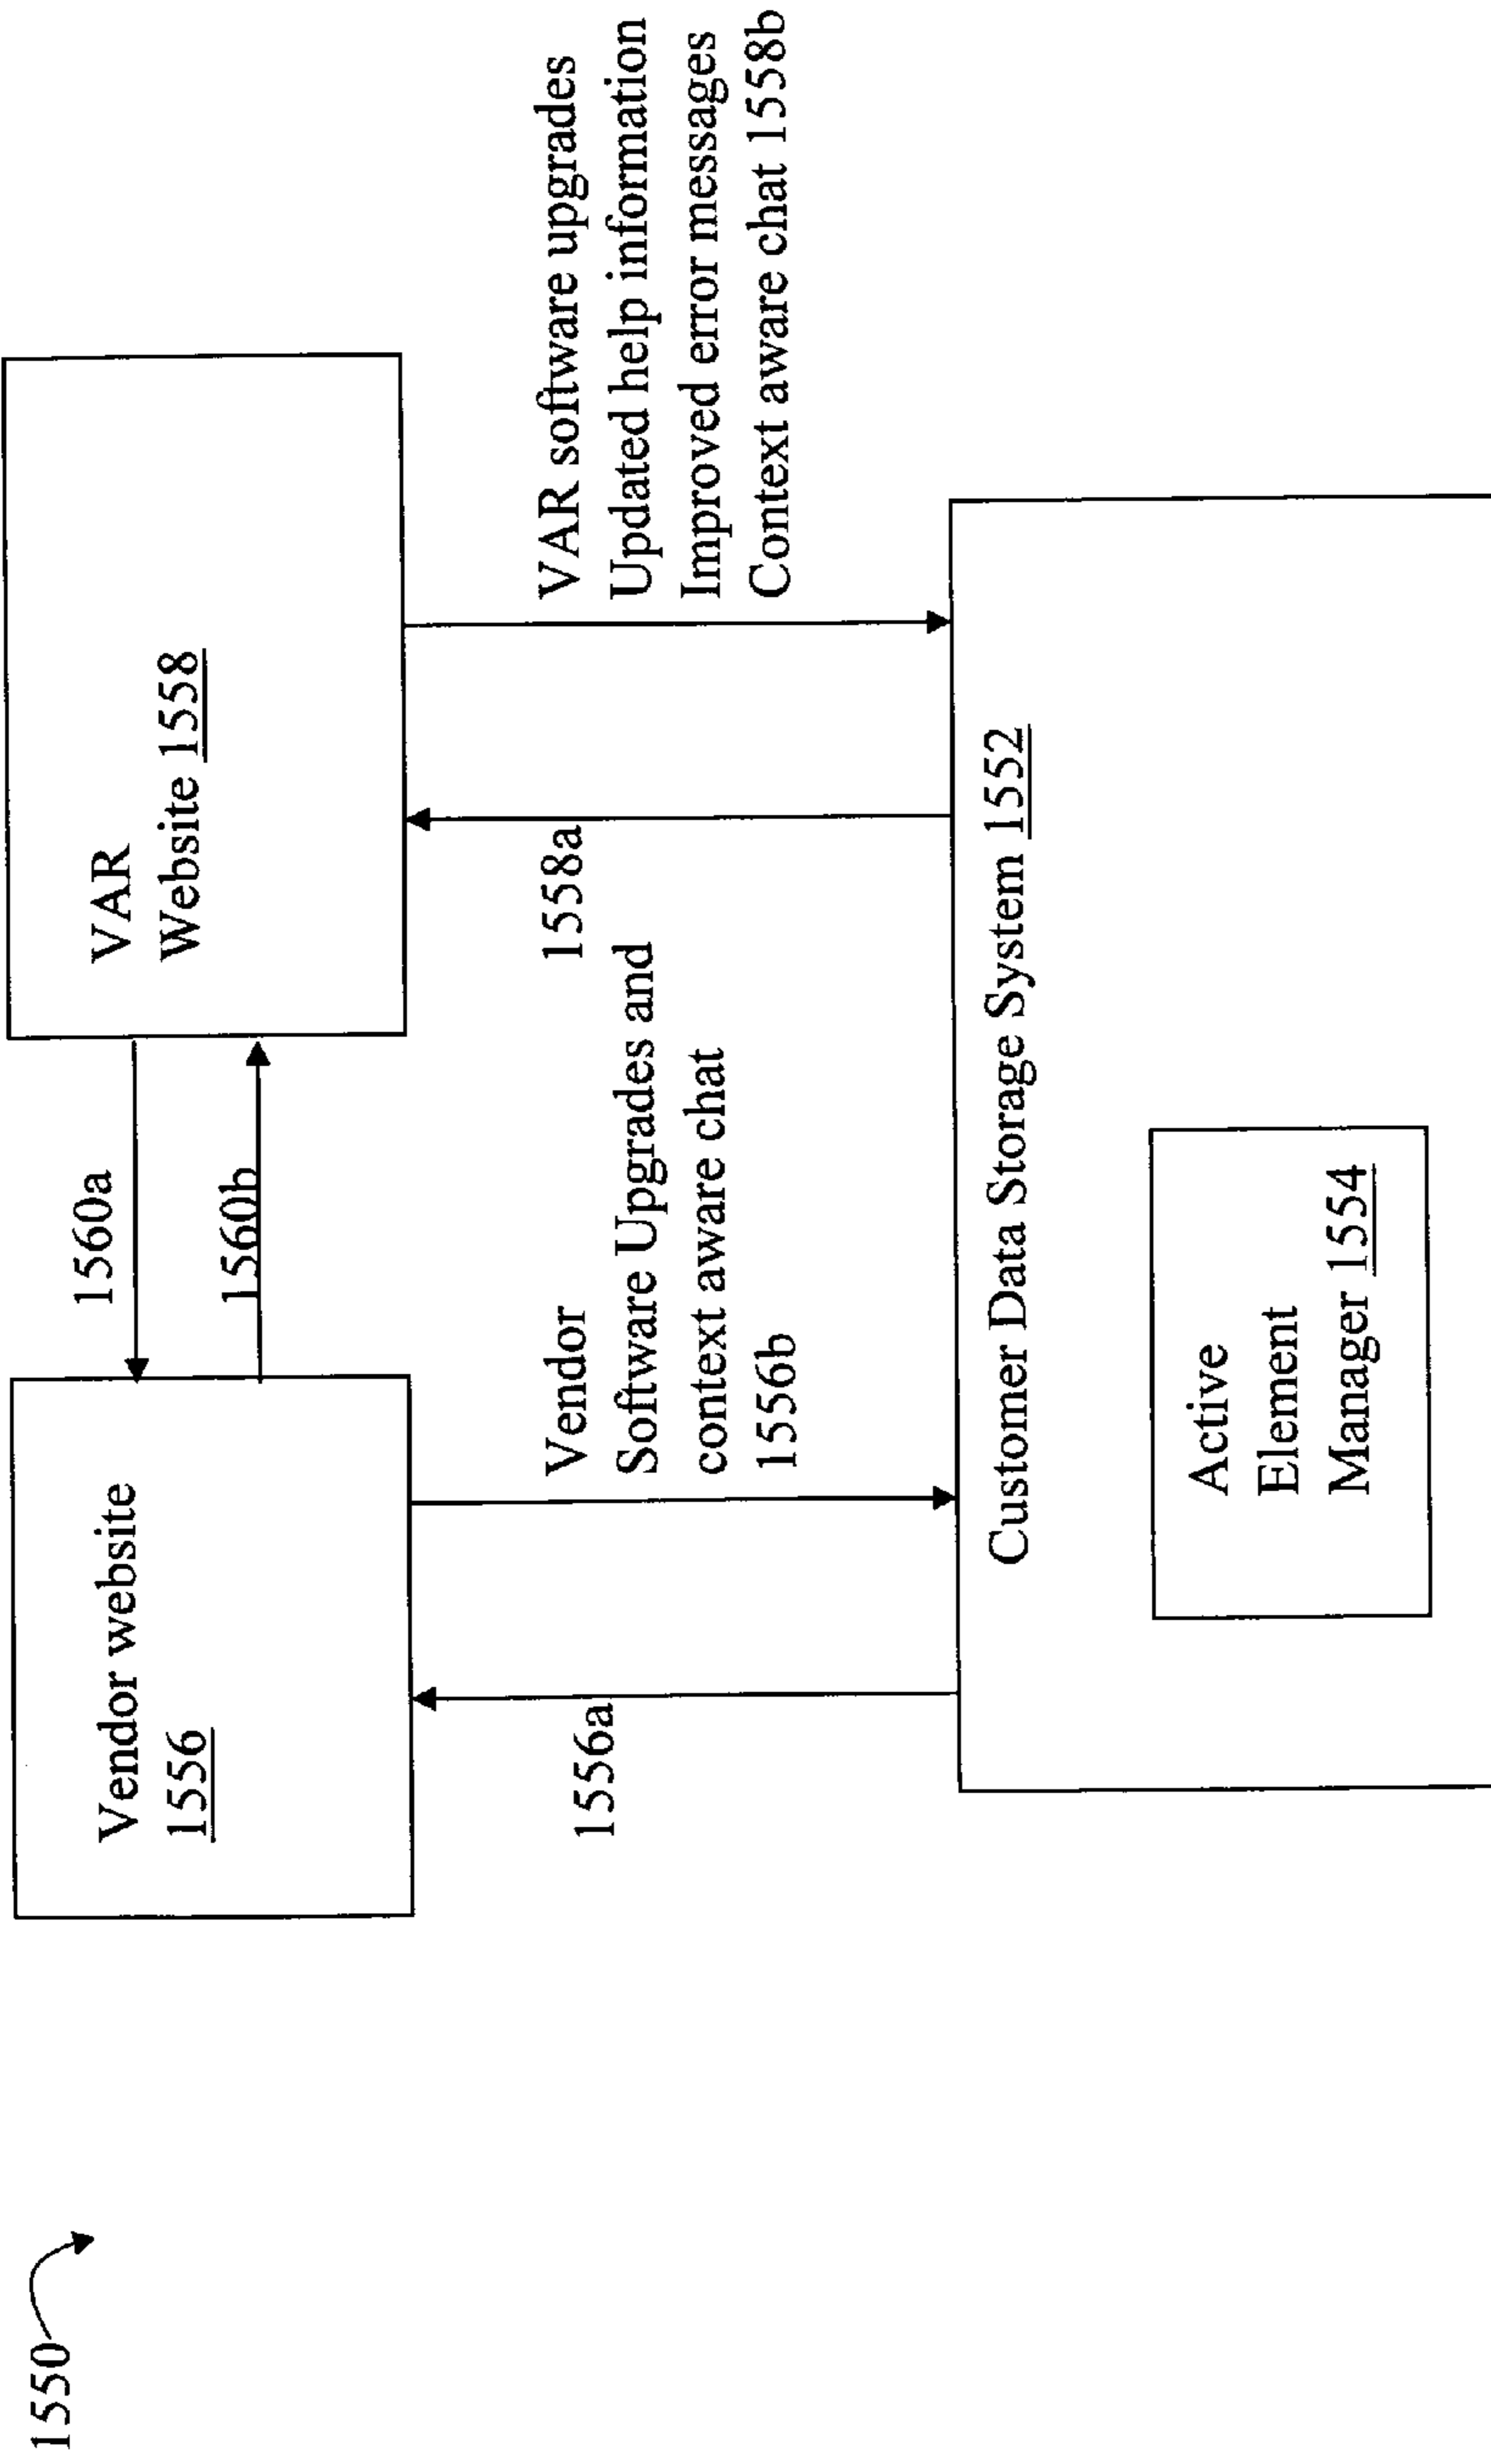 1550
Vendor website
1556
1560a
1560b
VAR
Website 1558
1556a
Vendor
Software Upgrades and
context aware chat
1556b
1558a
VAR software upgrades
Updated help information
Improved error messages
Context aware chat 1558b
Customer Data Storage System 1552
Active
Element
Manager 1554